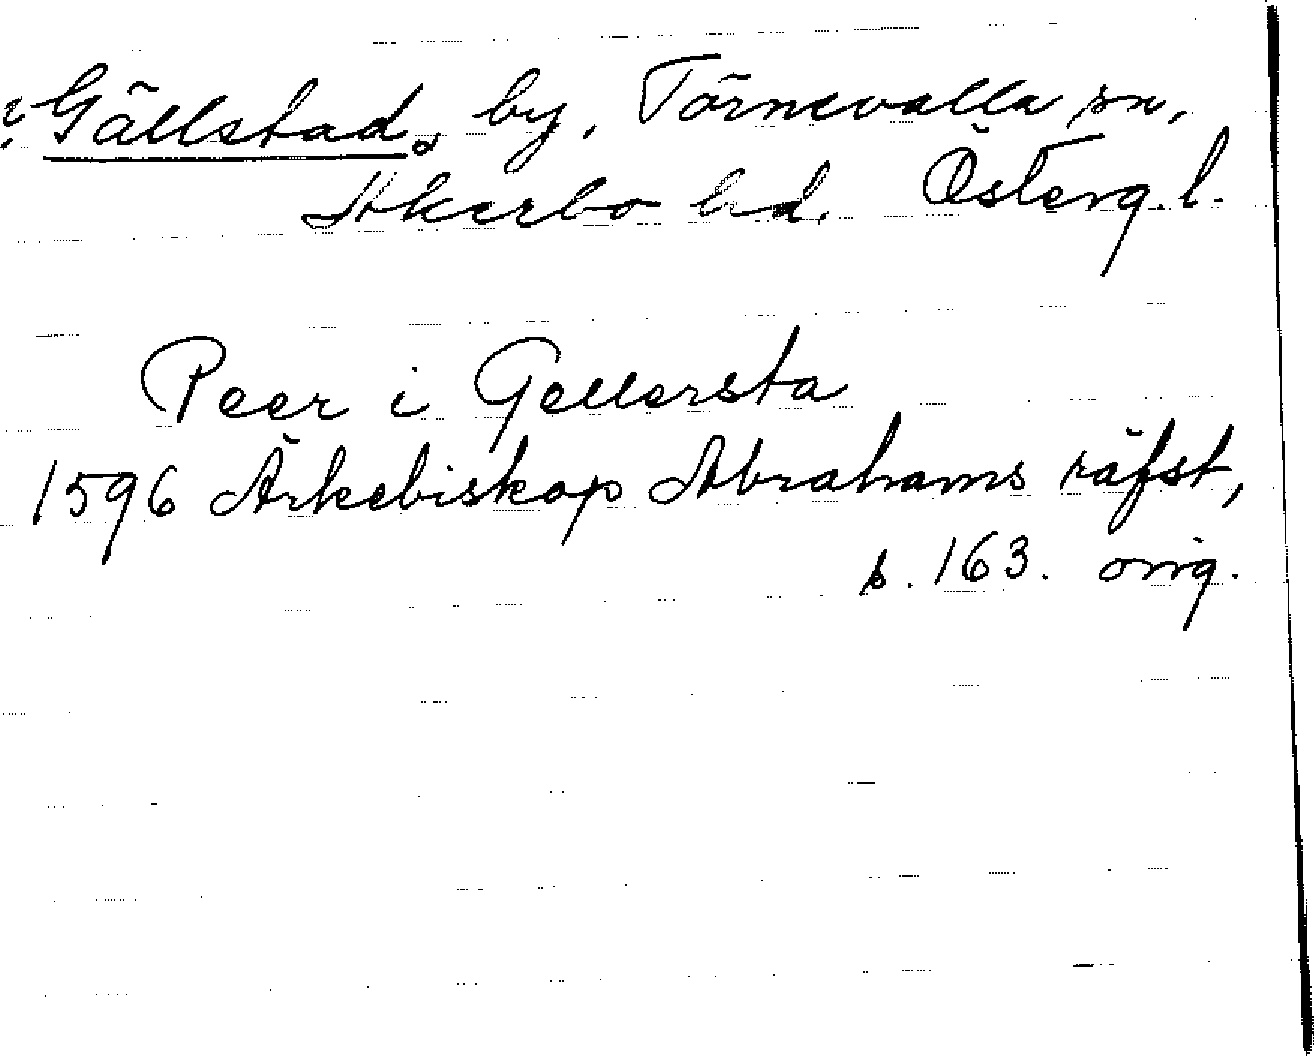 ? Gällstad, by, Törnevalla sn,
Åkerbo hd. Österg. l.
Peer i Gellersta
1596 Ärkebiskop Abrahams räfst,
s. 163. orig.